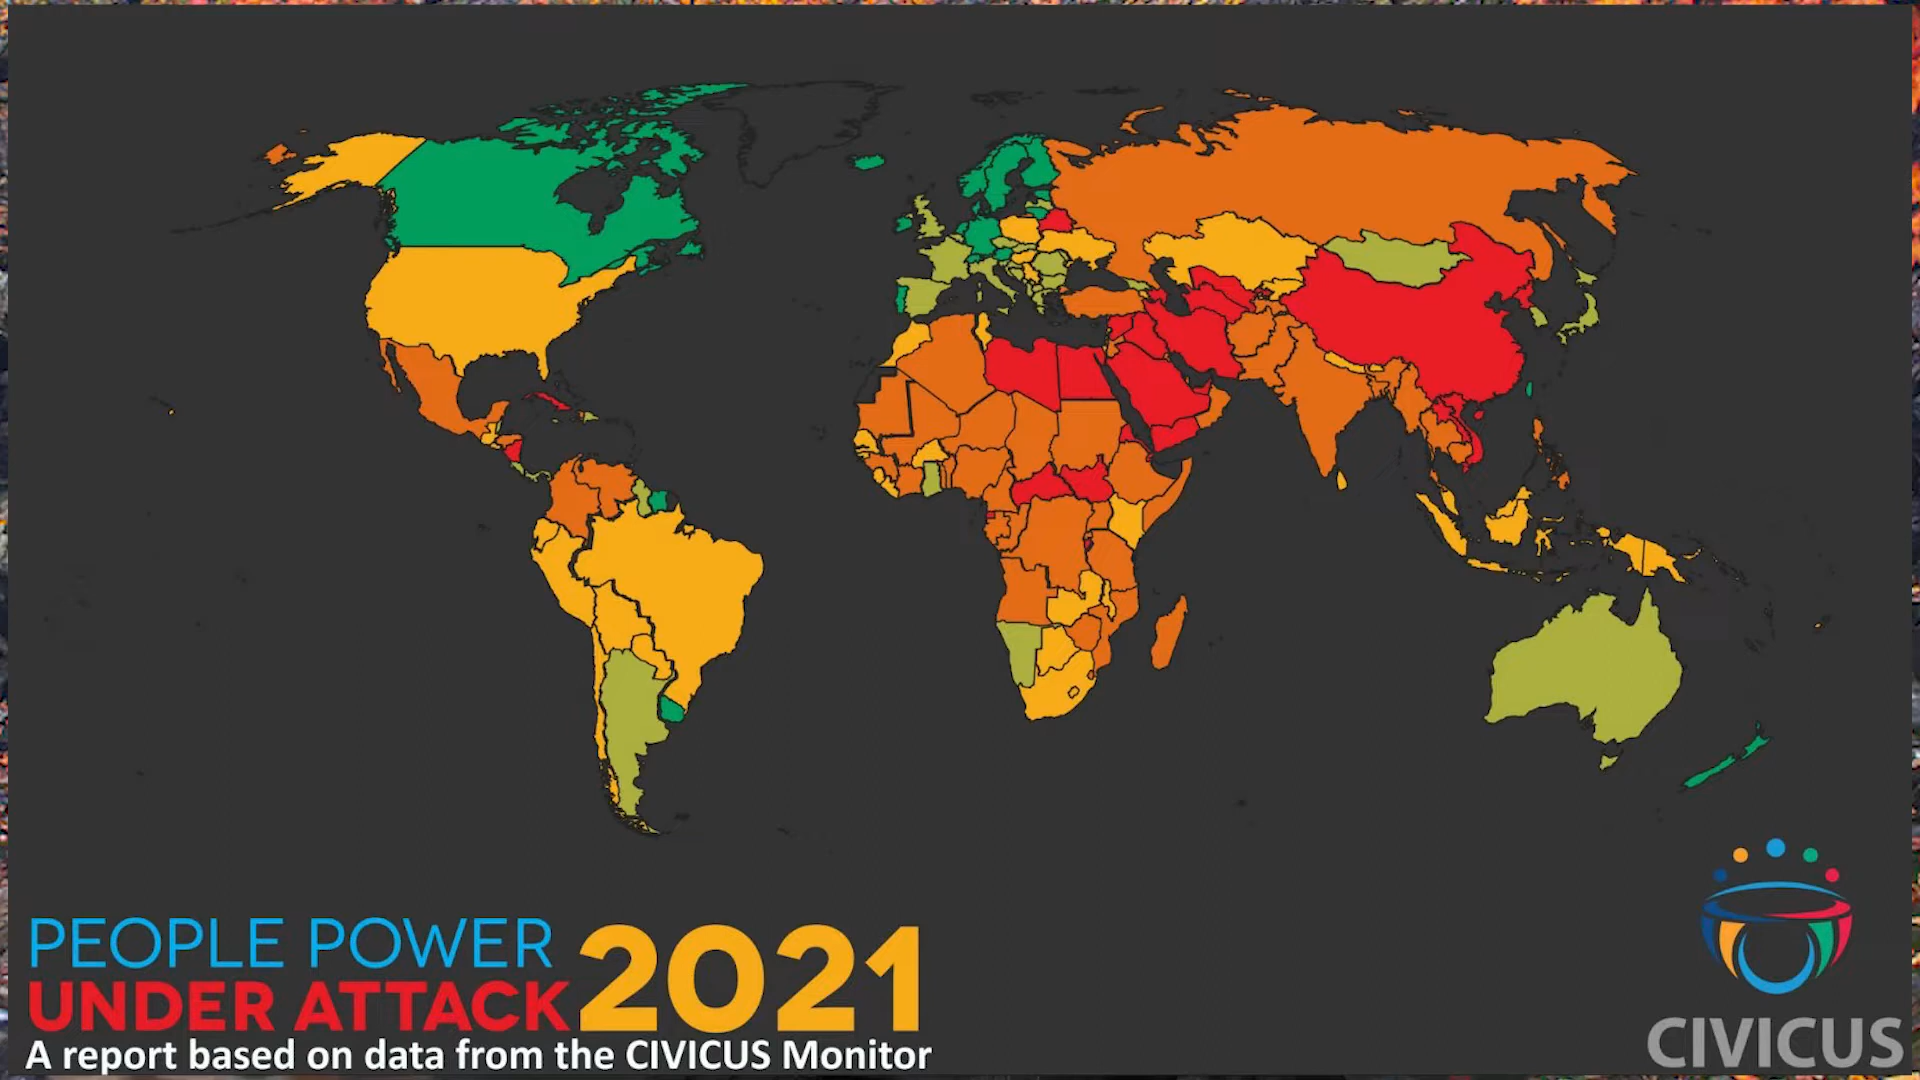 PEOPLE POWER
UNDER ATTACK 2021
A report based on data from the CIVICUS Monitor
CIVICUS